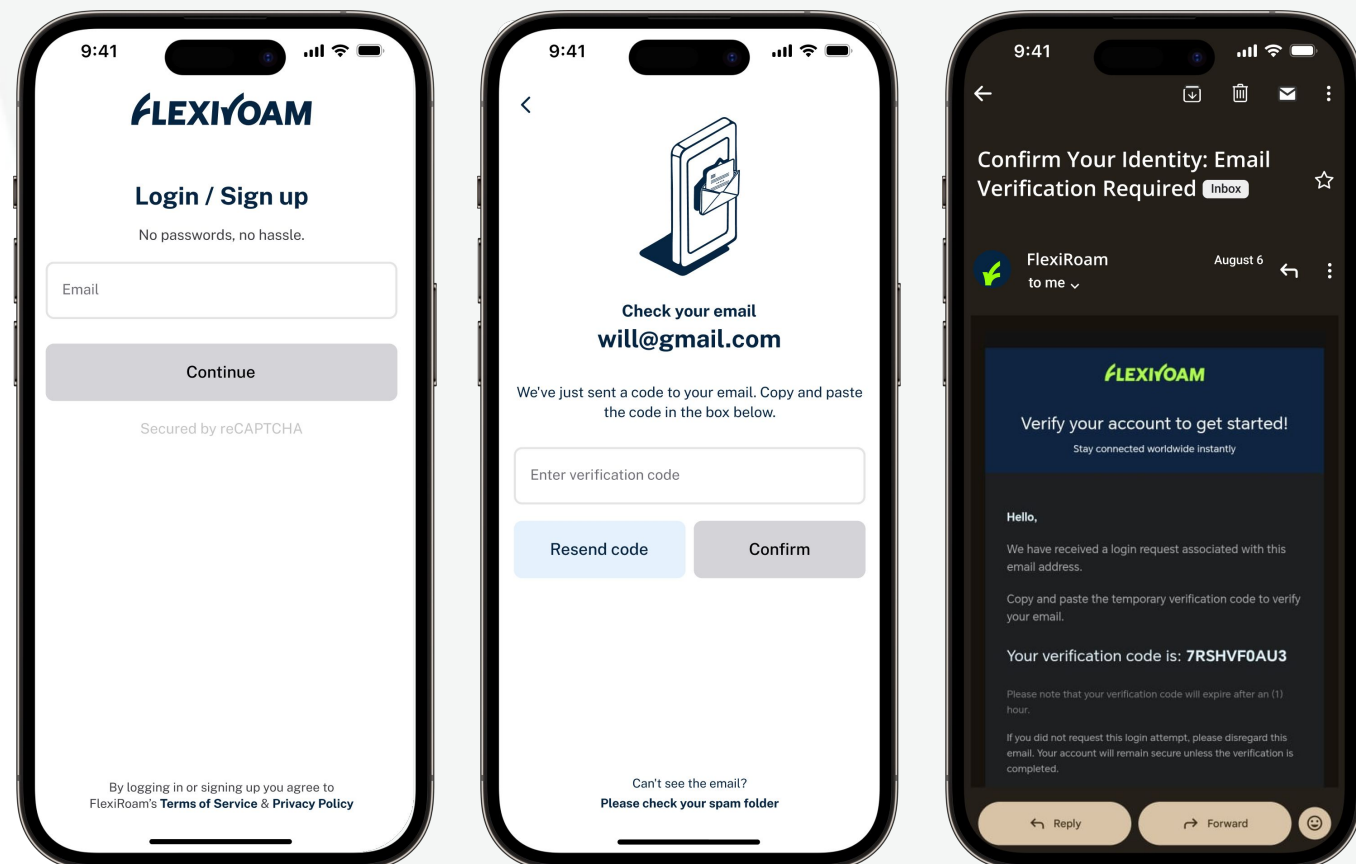 9:41
FLEXIROAM
Login / Sign up
No passwords, no hassle.
Email
Continue
Secured by reCAPTCHA
By logging in or signing up you agree to
FlexiRoam's Terms of Service & Privacy Policy
9:41
Check your email
will@gmail.com
We've just sent a code to your email. Copy and paste
the code in the box below.
Enter verification code
Resend code
Confirm
Can't see the email?
Please check your spam folder
9:41
Confirm Your Identity: Email
Verification Required Inbox
FlexiRoam
August 6
to me
FLEXIROAM
Verify your account to get started!
Stay connected worldwide instantly
Hello,
We have received a login request associated with this
email address.
Copy and paste the temporary verification code to verify
your email.
Your verification code is: 7RSHVF0AU3
Please note that your verification code will expire after an (1)
hour.
If you did not request this login attempt, please disregard this
email. Your account will remain secure unless the verification is
completed.
Reply
Forward